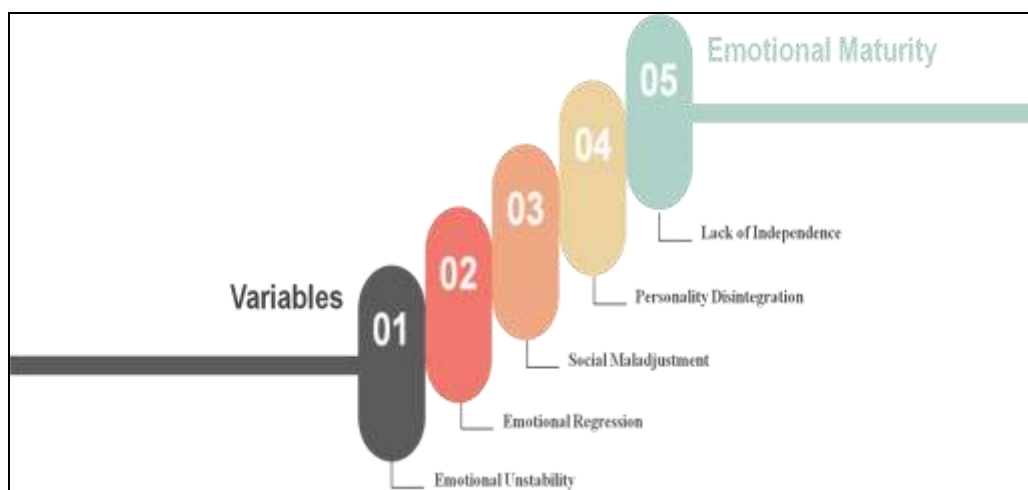 Emotional Maturity
05
04
03
02
01
Variables
Lack of Independence
Personality Disintegration
Social Maladjustment
Emotional Regression
Emotional Unstability